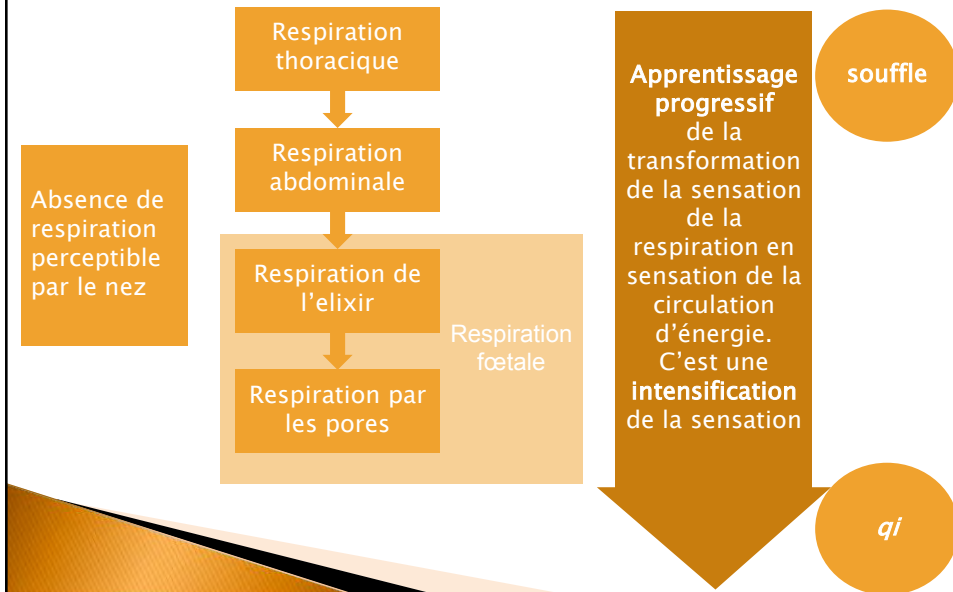 Absence de
respiration
perceptible
par le nez
Respiration
thoracique
Respiration
abdominale
Respiration de
l’elixir
Respiration par
les pores
Respiration
fœtale
Apprentissage
progressif
de la
transformation
de la sensation
de la
respiration en
sensation de la
circulation
d’énergie.
C’est une
intensification
de la sensation
souffle
qi